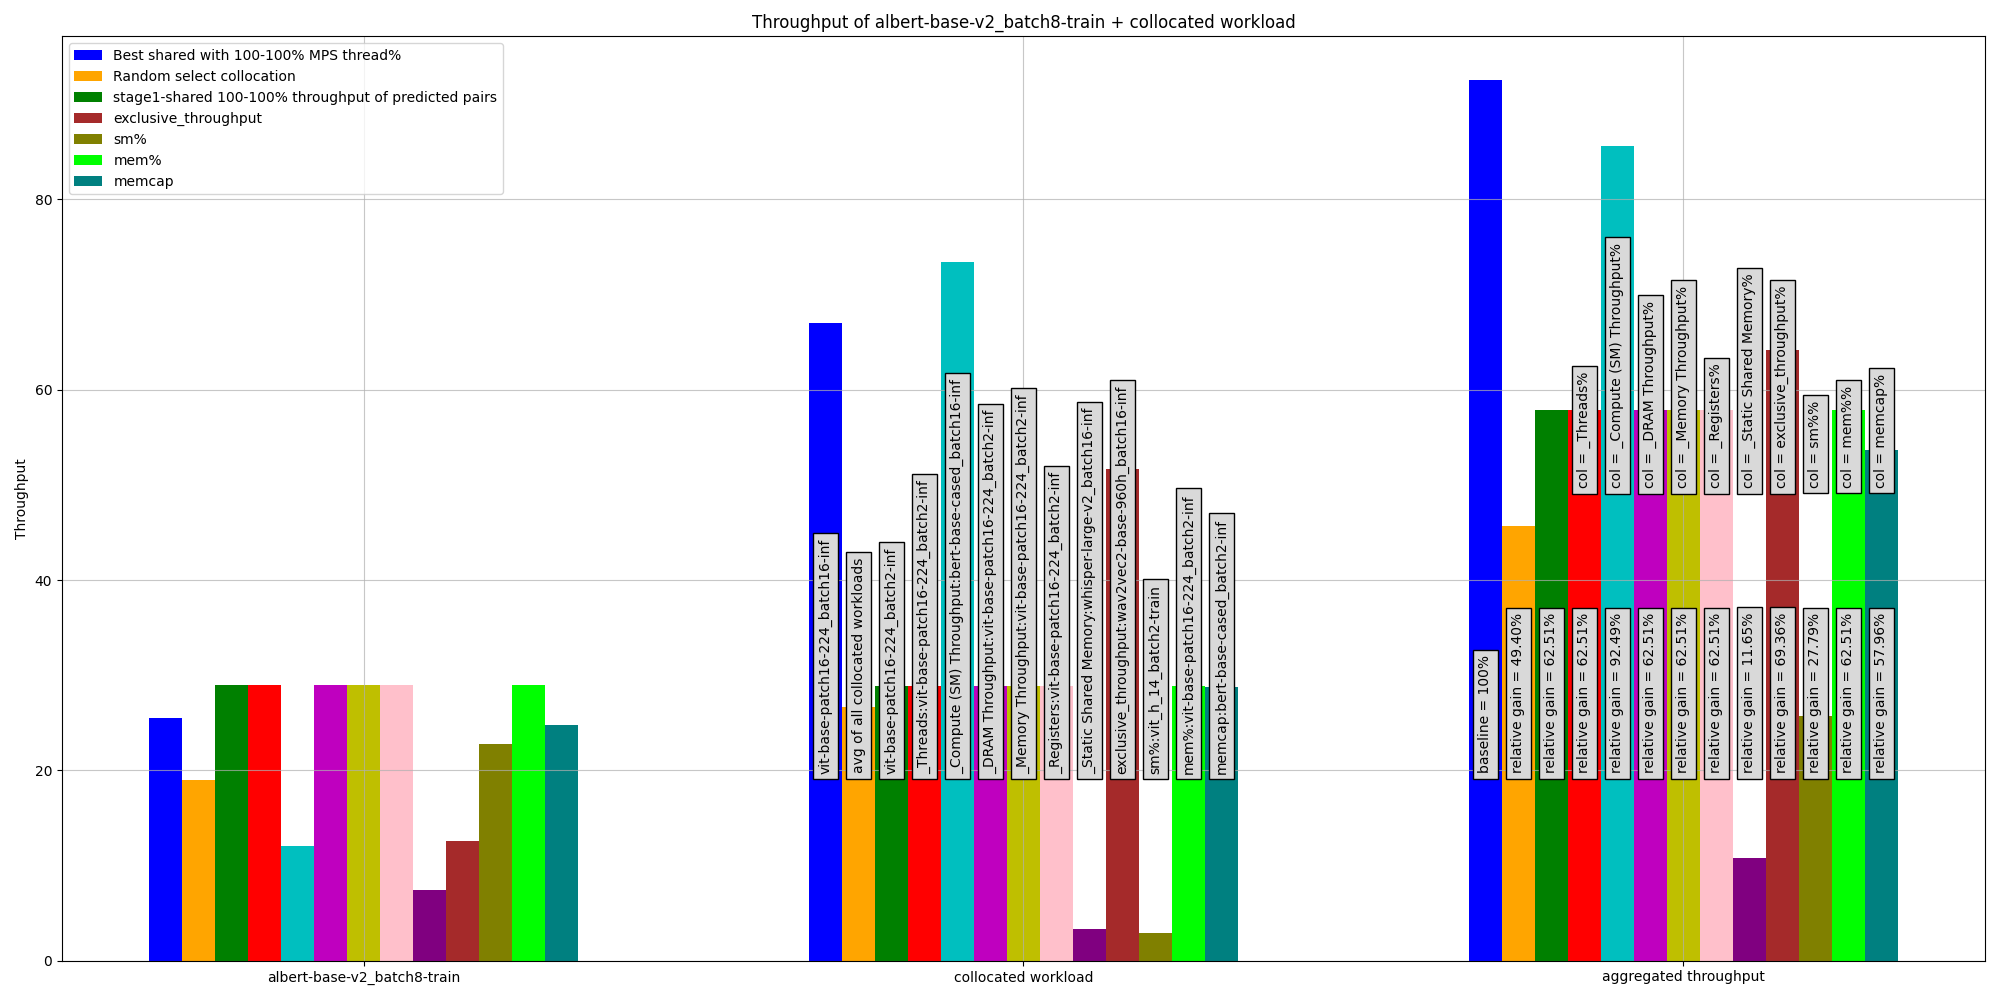 Throughput of albert-base-v2_batch8-train + collocated workload
Best shared with 100-100% MPS thread%
Random select collocation
stage1-shared 100-100% throughput of predicted pairs
exclusive_throughput
sm%
mem%
memcap
Throughput
80
60
40
20
0
vit-base-patch16-224_batch16-inf
avg of all collocated workloads
vit-base-patch16-224_batch2-inf
_Threads:vit-base-patch16-224_batch2-inf
_Compute (SM) Throughput:bert-base-cased_batch16-inf
_DRAM Throughput:vit-base-patch16-224_batch2-inf
_Memory Throughput:vit-base-patch16-224_batch2-inf
_Registers:vit-base-patch16-224_batch2-inf
_Static Shared Memory:whisper-large-v2_batch16-inf
exclusive_throughput:wav2vec2-base-960h_batch16-inf
sm%:vit_h_14_batch2-train
mem%:vit-base-patch16-224_batch2-inf
memcap:bert-base-cased_batch2-inf
col = _Threads%
col = _Compute (SM) Throughput%
col = _DRAM Throughput%
col = _Memory Throughput%
col = _Registers%
col = _Static Shared Memory%
col = exclusive_throughput%
col = sm%%
col = mem%%
col = memcap%
baseline = 100%
relative gain = 49.40%
relative gain = 62.51%
relative gain = 62.51%
relative gain = 92.49%
relative gain = 62.51%
relative gain = 62.51%
relative gain = 62.51%
relative gain = 11.65%
relative gain = 69.36%
relative gain = 27.79%
relative gain = 62.51%
relative gain = 57.96%
albert-base-v2_batch8-train
collocated workload
aggregated throughput